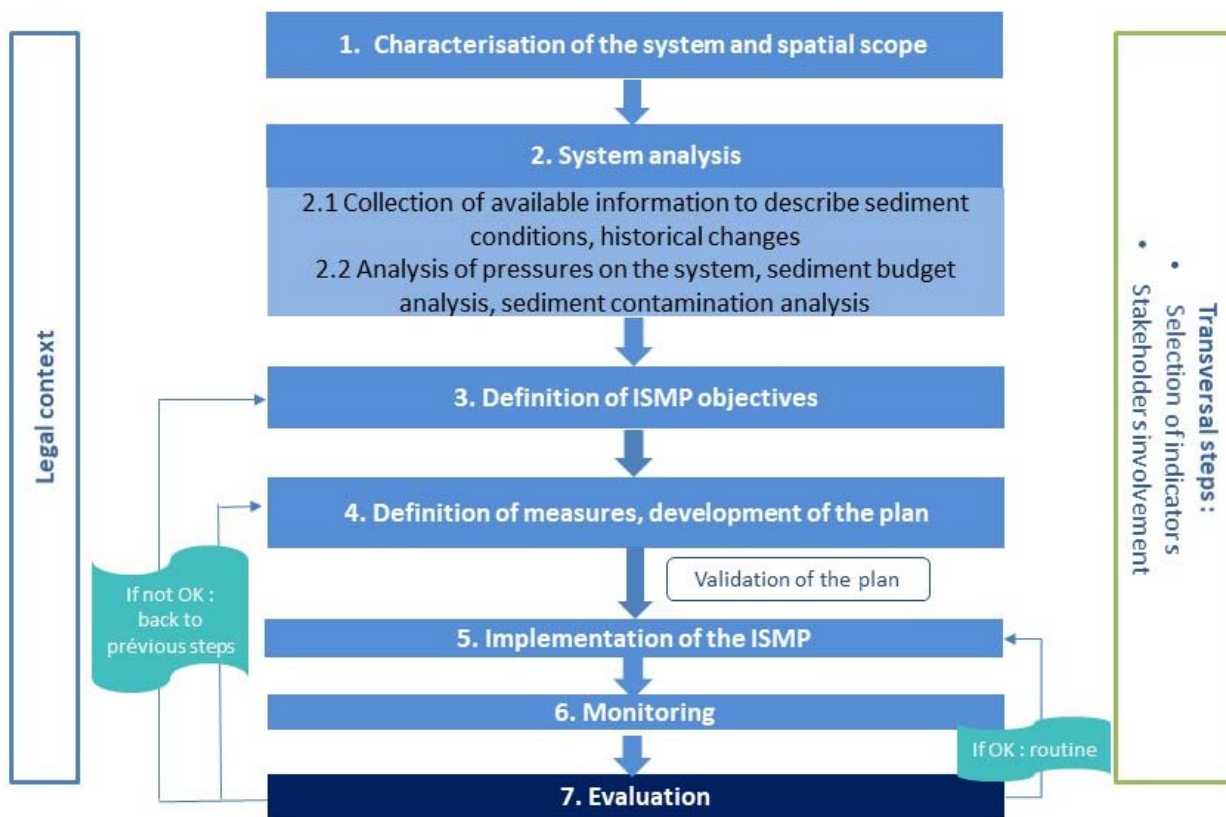 1. Characterisation of the system and spatial scope
2. System analysis
2.1 Collection of available information to describe sediment
conditions, historical changes
2.2 Analysis of pressures on the system, sediment budget
analysis, sediment contamination analysis
Legal context
3. Definition of ISMP objectives
4. Definition of measures, development of the plan
Validation of the plan
If not OK :
back to
prévious steps
5. Implementation of the ISMP
6. Monitoring
If OK : routine
7. Evaluation
Transversal steps :
• Selection of indicators
• Stakeholders involvement